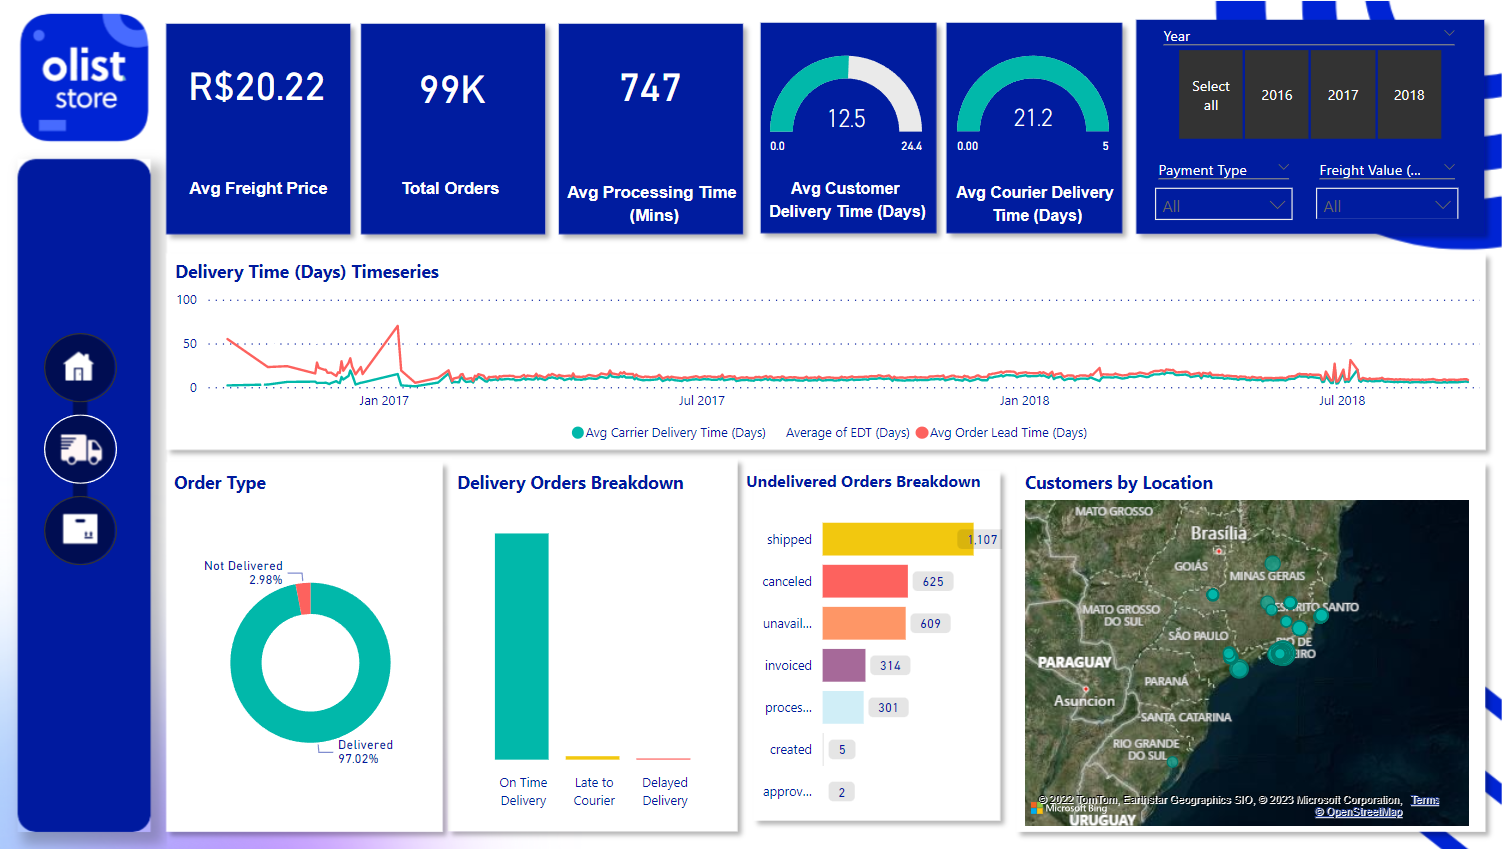 olist
store
R$20.22
Avg Freight Price
99K
Total Orders
747
Avg Processing Time
(Mins)
12.5
0.0
24.4
Avg Customer
Delivery Time (Days)
21.2
0.00
5
Avg Courier Delivery
Time (Days)
Year
Select
all
2016
2017
2018
Payment Type
All
Freight Value (...
All
Delivery Time (Days) Timeseries
100
50
0
Jan 2017
Jul 2017
Jan 2018
Jul 2018
Avg Carrier Delivery Time (Days)
Average of EDT (Days)
Avg Order Lead Time (Days)
Order Type
Not Delivered
2.98%
Delivered
97.02%
Delivery Orders Breakdown
On Time
Delivery
Late to
Courier
Delayed
Delivery
Undelivered Orders Breakdown
shipped 1,107
canceled 625
unavail... 609
invoiced 314
proces... 301
created 5
approv... 2
Customers by Location
MATO GROSSO
Brasília
GOIÁS
MINAS GERAIS
MATO GROSSO
DO SUL
SANTO
SÃO PAULO
PARAGUAY
PARANÁ
Asuncion
SANTA CATARINA
RIO GRANDE
DO SUL
© 2022 TomTom, Earthstar Geographics SIO, © 2023 Microsoft Corporation, Terms
Microsoft Bing
© OpenStreetMap
URUGUAY